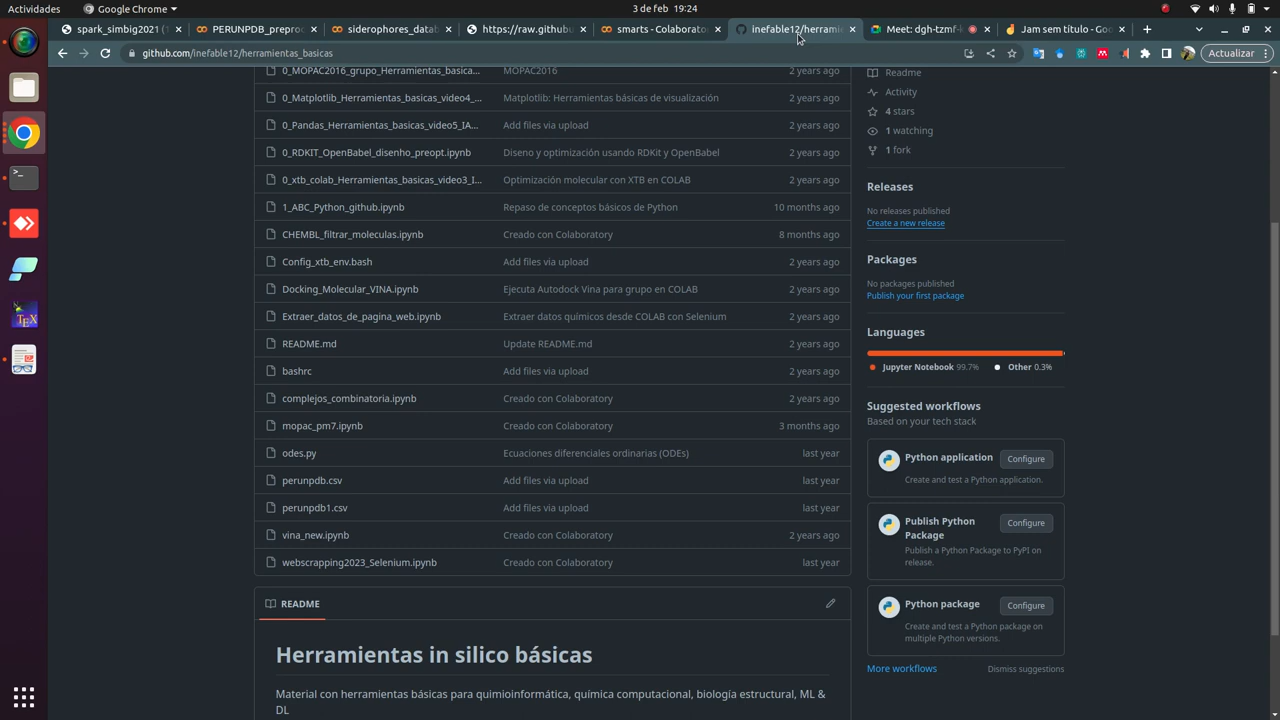 Actividades
Google Chrome
3 de feb 19:24
spark_simbig2021 (
PERUNPDB_preproc
siderophores_datab
https://raw.github
smarts - Colaborato
inefable12/herrami
Meet: dgh-tzmf-
Jam sem título - Goo
github.com/inefable12/herramientas_basicas
Actualizar
0_MOPAC2016_grupo_Herramientas_basica... MOPAC2016 2 years ago
0_Matplotlib_Herramientas_basicas_video4_... Matplotlib: Herramientas básicas de visualización 2 years ago
0_Pandas_Herramientas_basicas_video5_IA... Add files via upload 2 years ago
0_RDKIT_OpenBabel_disenho_preopt.ipynb Diseno y optimización usando RDKit y OpenBabel 2 years ago
0_xtb_colab_Herramientas_basicas_video3_I... Optimización molecular con XTB en COLAB 2 years ago
1_ABC_Python_github.ipynb Repaso de conceptos básicos de Python 10 months ago
CHEMBL_filtrar_moleculas.ipynb Creado con Colaboratory 8 months ago
Config_xtb_env.bash Add files via upload 2 years ago
Docking_Molecular_VINA.ipynb Ejecuta Autodock Vina para grupo en COLAB 2 years ago
Extraer_datos_de_pagina_web.ipynb Extraer datos químicos desde COLAB con Selenium 2 years ago
README.md Update README.md 2 years ago
bashrc Add files via upload 2 years ago
complejos_combinatoria.ipynb Creado con Colaboratory 2 years ago
mopac_pm7.ipynb Creado con Colaboratory 3 months ago
odes.py Ecuaciones diferenciales ordinarias (ODEs) last year
perunpdb.csv Add files via upload last year
perunpdb1.csv Add files via upload last year
vina_new.ipynb Creado con Colaboratory 2 years ago
webscrapping2023_Selenium.ipynb Creado con Colaboratory last year
README
Herramientas in silico básicas
Material con herramientas básicas para quimioinformática, química computacional, biología estructural, ML &
DL
Readme
Activity
4 stars
1 watching
1 fork
Releases
No releases published
Create a new release
Packages
No packages published
Publish your first package
Languages
Jupyter Notebook 99.7% Other 0.3%
Suggested workflows
Based on your tech stack
Python application Configure
Create and test a Python application.
Publish Python Configure
Package
Publish a Python Package to PyPI on
release.
Python package Configure
Create and test a Python package on
multiple Python versions.
More workflows Dismiss suggestions
TEX